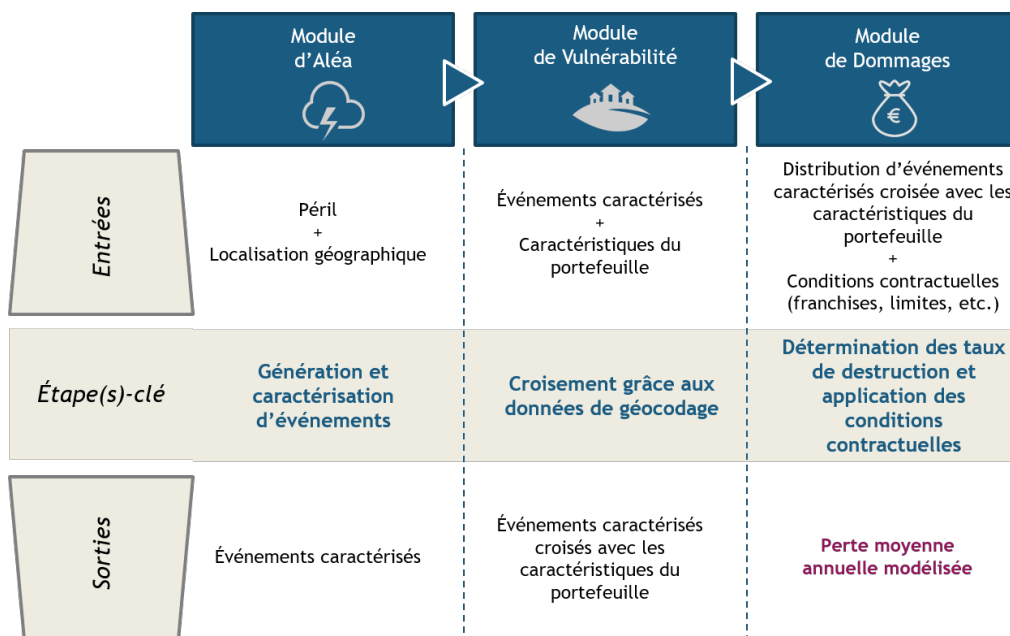 Module
d'Aléa
Module
de Vulnérabilité
Module
de Dommages
€
Entrées
Péril
+
Localisation géographique
Événements caractérisés
+
Caractéristiques du
portefeuille
Distribution d'événements
caractérisés croisée avec les
caractéristiques du
portefeuille
+
Conditions contractuelles
(franchises, limites, etc.)
Étape(s)-clé
Génération et
caractérisation
d'événements
Croisement grâce aux
données de géocodage
Détermination des taux
de destruction et
application des
conditions
contractuelles
Sorties
Événements caractérisés
Événements caractérisés
croisés avec les
caractéristiques du
portefeuille
Perte moyenne
annuelle modélisée